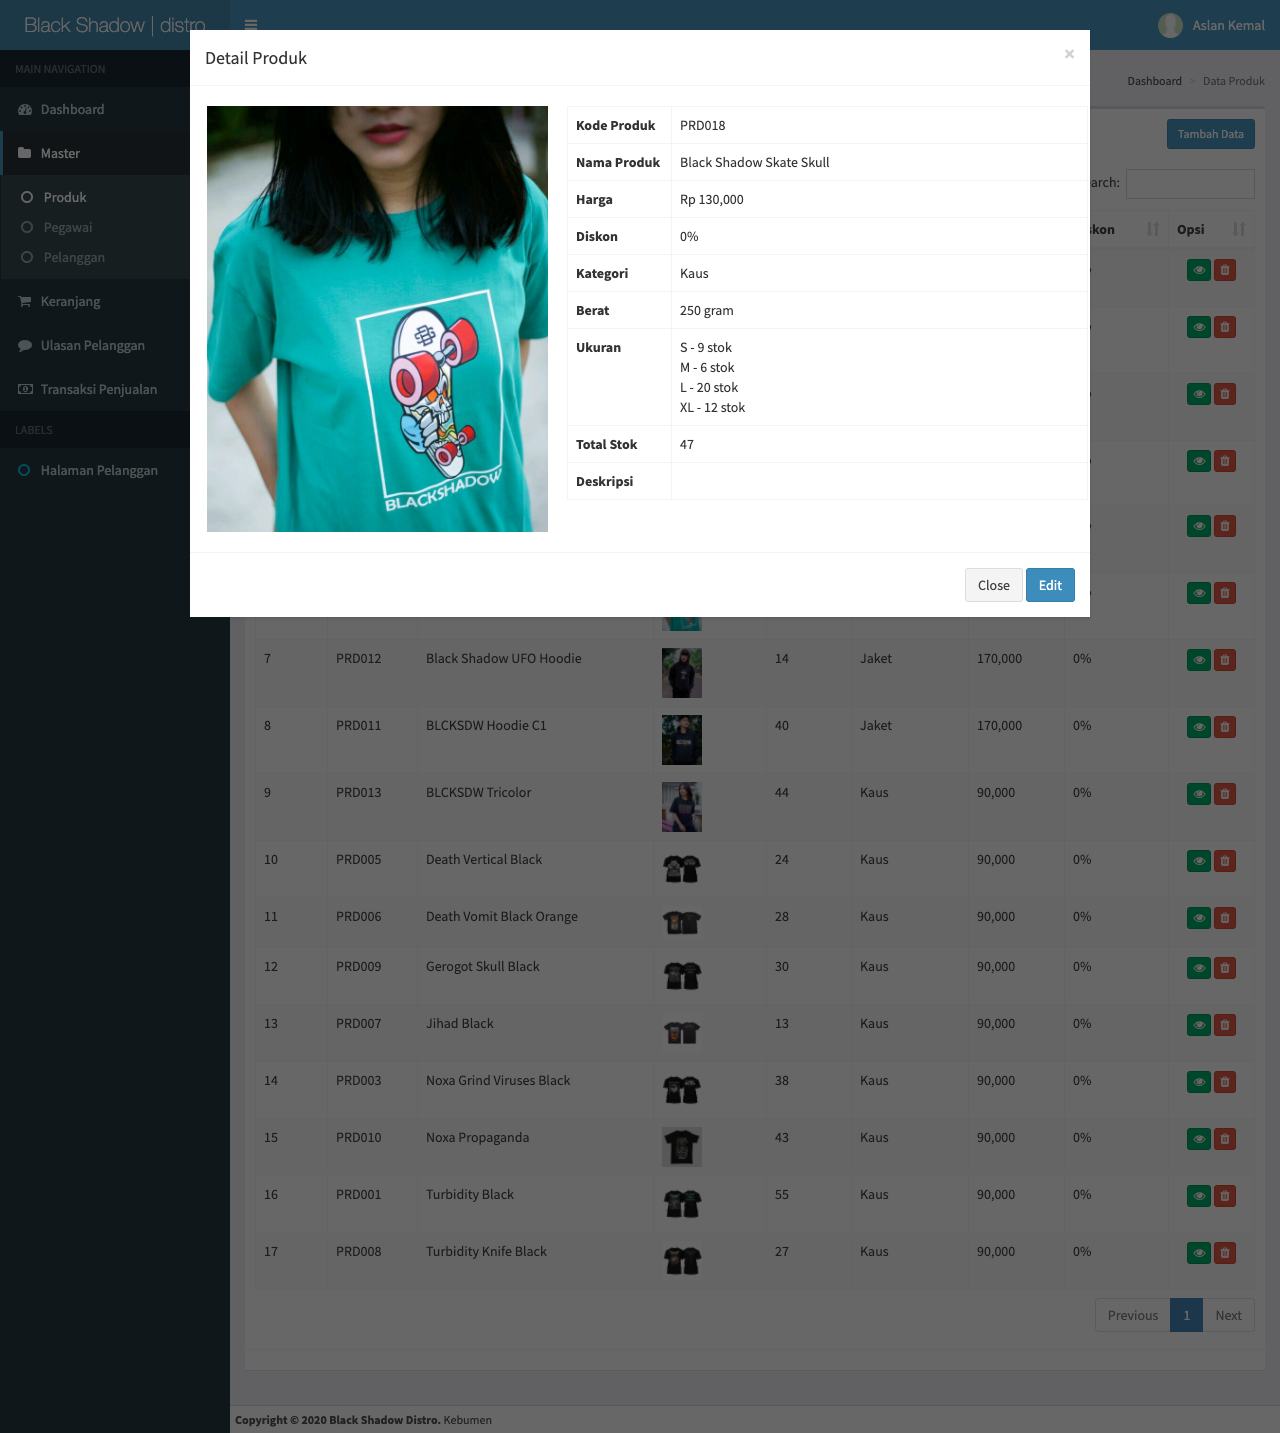 Black Shadow | distro
Aslan Kemal
MAIN NAVIGATION
Dashboard
Master
Produk
Pegawai
Pelanggan
Keranjang
Ulasan Pelanggan
Transaksi Penjualan
LABELS
Halaman Pelanggan
Dashboard > Data Produk
Tambah Data
arch:
skon Opsi
Detail Produk ×
BLACKSHADOW
Kode Produk PRD018
Nama Produk Black Shadow Skate Skull
Harga Rp 130,000
Diskon 0%
Kategori Kaus
Berat 250 gram
Ukuran S - 9 stok
M - 6 stok
L - 20 stok
XL - 12 stok
Total Stok 47
Deskripsi
Close Edit
7 PRD012 Black Shadow UFO Hoodie 14 Jaket 170,000 0%
8 PRD011 BLCKSDW Hoodie C1 40 Jaket 170,000 0%
9 PRD013 BLCKSDW Tricolor 44 Kaus 90,000 0%
10 PRD005 Death Vertical Black 24 Kaus 90,000 0%
11 PRD006 Death Vomit Black Orange 28 Kaus 90,000 0%
12 PRD009 Gerogot Skull Black 30 Kaus 90,000 0%
13 PRD007 Jihad Black 13 Kaus 90,000 0%
14 PRD003 Noxa Grind Viruses Black 38 Kaus 90,000 0%
15 PRD010 Noxa Propaganda 43 Kaus 90,000 0%
16 PRD001 Turbidity Black 55 Kaus 90,000 0%
17 PRD008 Turbidity Knife Black 27 Kaus 90,000 0%
Previous 1 Next
Copyright © 2020 Black Shadow Distro. Kebumen